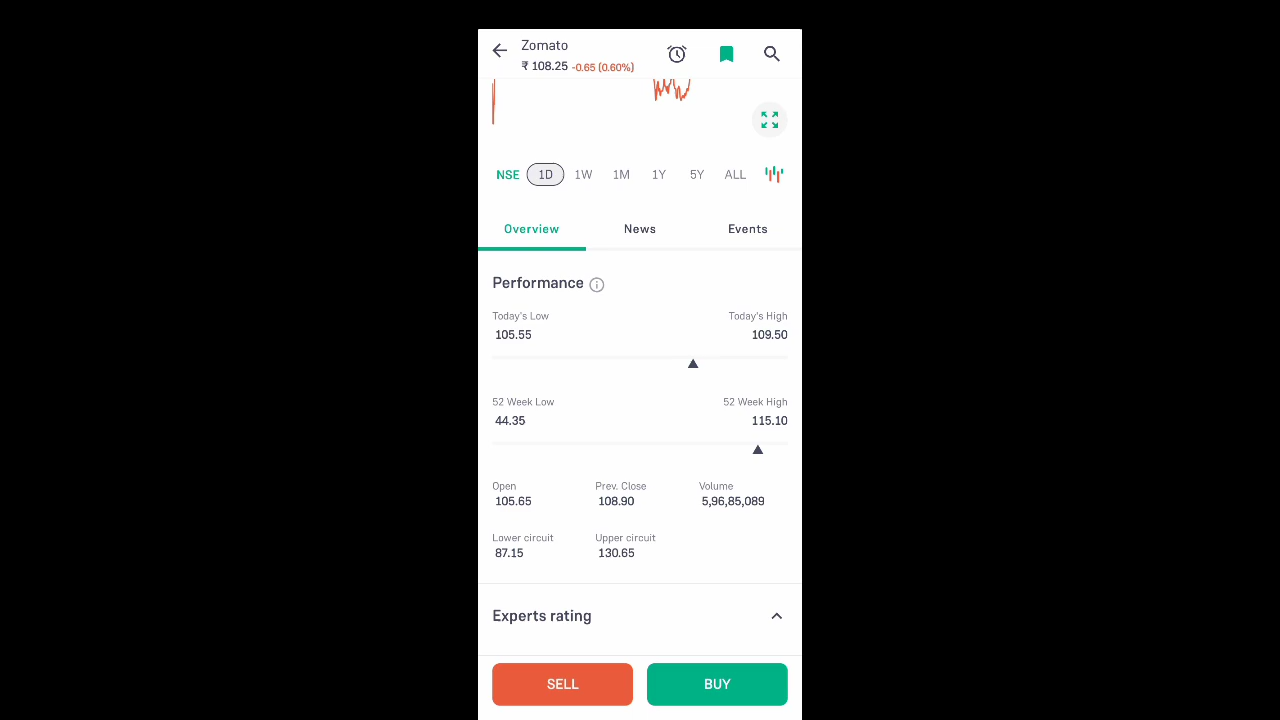 Zomato
₹ 108.25 -0.65 (0.60%)
NSE 1D 1W 1M 1Y 5Y ALL
Overview News Events
Performance
Today's Low Today's High
105.55 109.50
52 Week Low 52 Week High
44.35 115.10
Open Prev. Close Volume
105.65 108.90 5,96,85,089
Lower circuit Upper circuit
87.15 130.65
Experts rating
SELL BUY